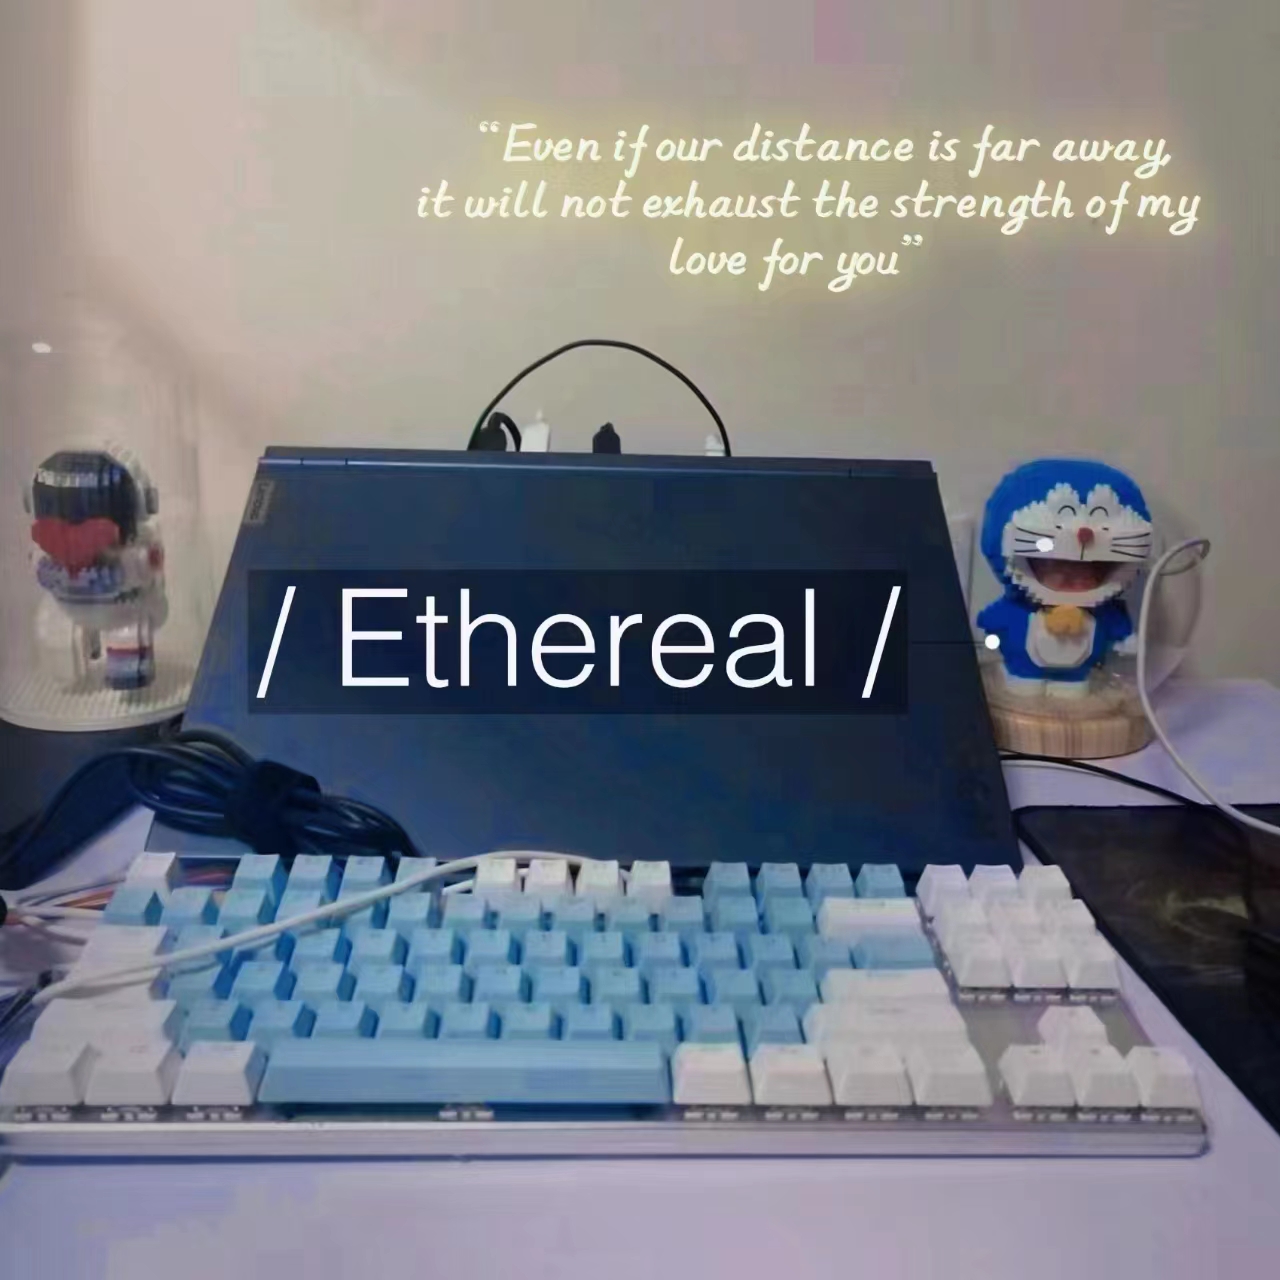 “Even if our distance is far away,
it will not exhaust the strength of my
love for you”
/ Ethereal /